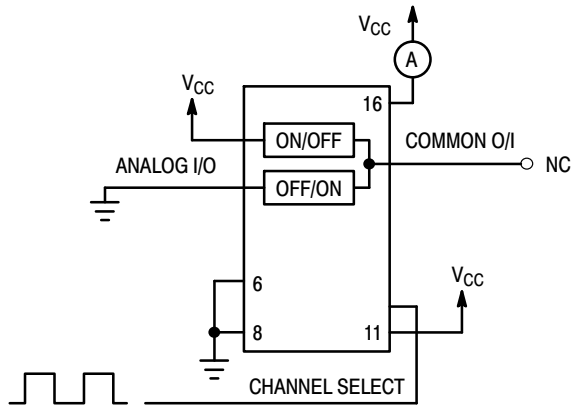 VCC
A
VCC
16
ON/OFF
COMMON O/I
NC
ANALOG I/O
OFF/ON
6
VCC
8
11
CHANNEL SELECT